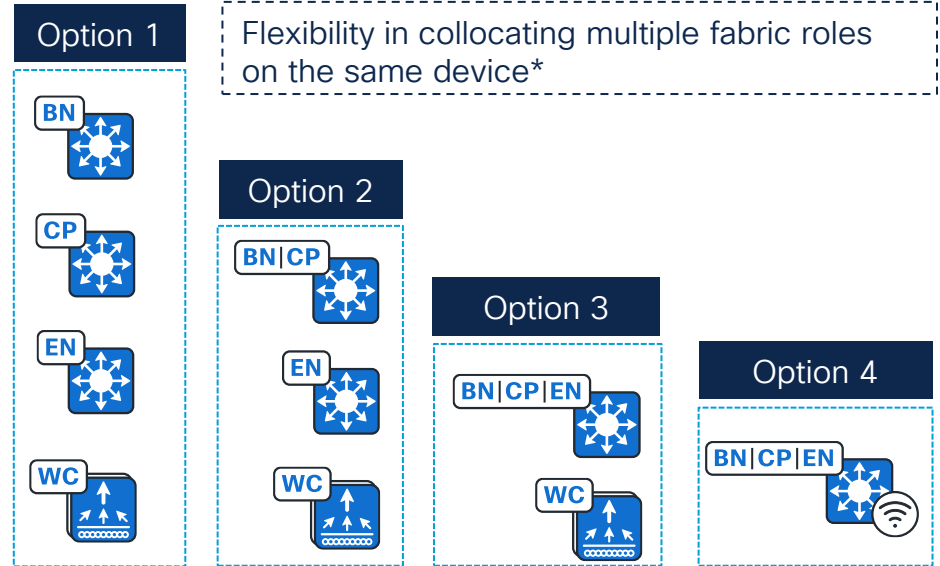 Option 1
Flexibility in collocating multiple fabric roles
on the same device*
BN
CP
EN
WC
Option 2
BN|CP
EN
WC
Option 3
BN|CP|EN
WC
Option 4
BN|CP|EN